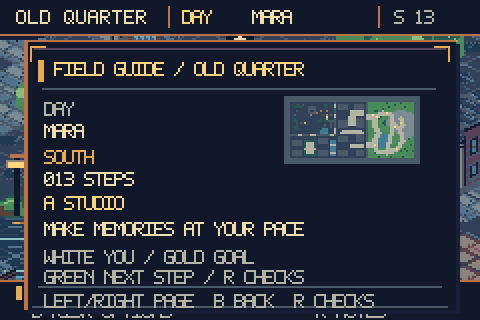 OLD QUARTER DAY MARA S 13
FIELD GUIDE / OLD QUARTER
DAY
MARA
SOUTH
013 STEPS
A STUDIO
MAKE MEMORIES AT YOUR PACE
WHITE YOU / GOLD GOAL
GREEN NEXT STEP / R CHECKS
LEFT/RIGHT PAGE B BACK R CHECKS